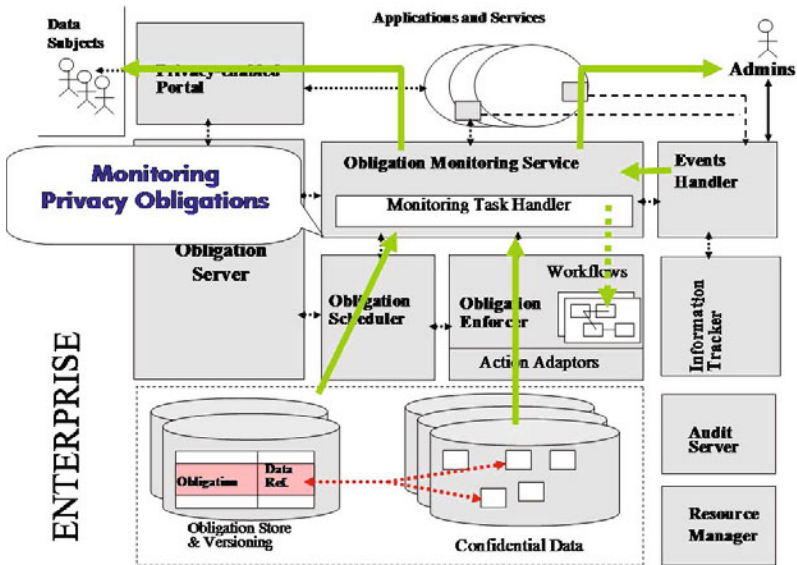 Data
Subjects
Applications and Services
Privacy Enabled
Portal
Admins
Obligation Monitoring Service
Events
Handler
Monitoring
Privacy Obligations
Monitoring Task Handler
Obligation
Server
Obligation
Scheduler
Workflows
Obligation
Enforcer
Action Adaptors
Information
Tracker
ENTERPRISE
Obligation
Data
Ref.
Obligation Store
& Versioning
Confidential Data
Audit
Server
Resource
Manager